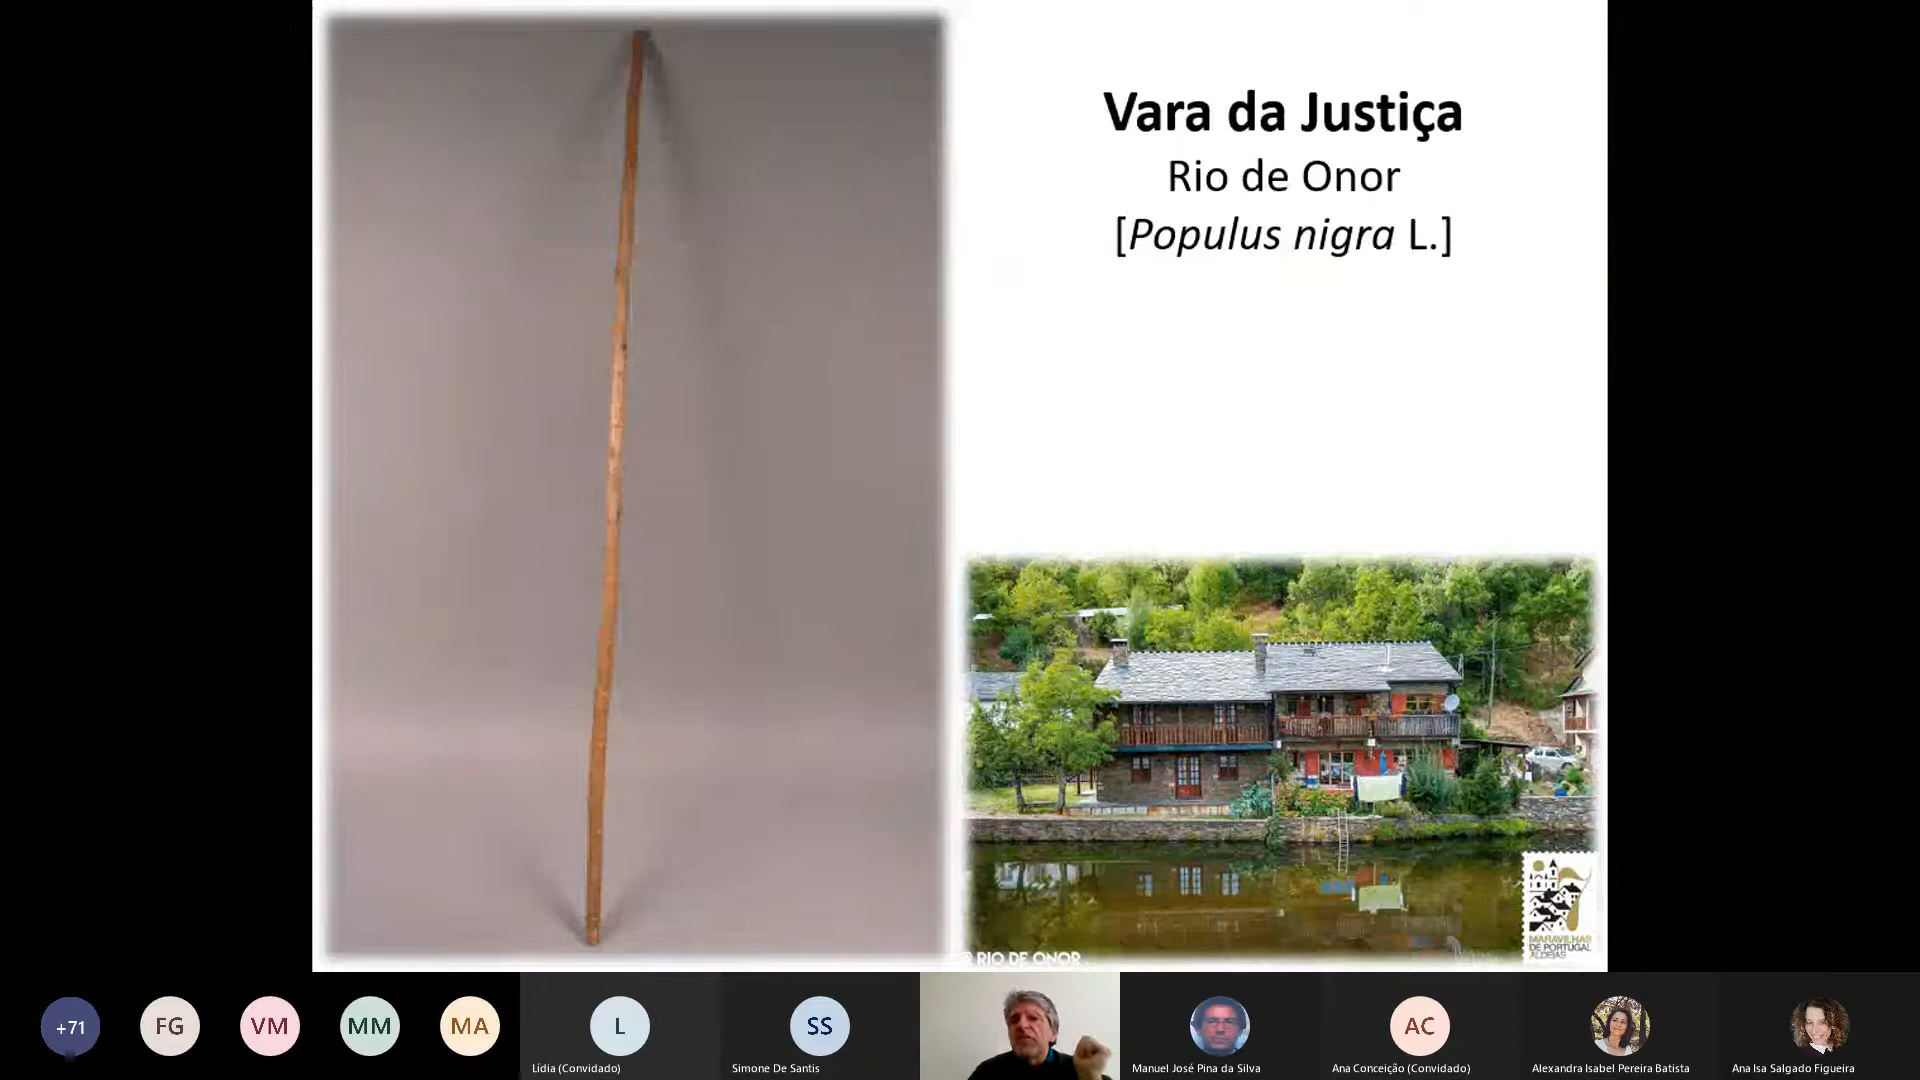 Vara da Justiça
Rio de Onor
[Populus nigra L.]
MARAVILHAS
DE PORTUGAL
ALDEIAS
RIO DE ONOR
+71
FG
VM
MM
MA
L
SS
AC
Lídia (Convidado)
Simone De Santis
Manuel José Pina da Silva
Ana Conceição (Convidado)
Alexandra Isabel Pereira Batista
Ana Isa Salgado Figueira